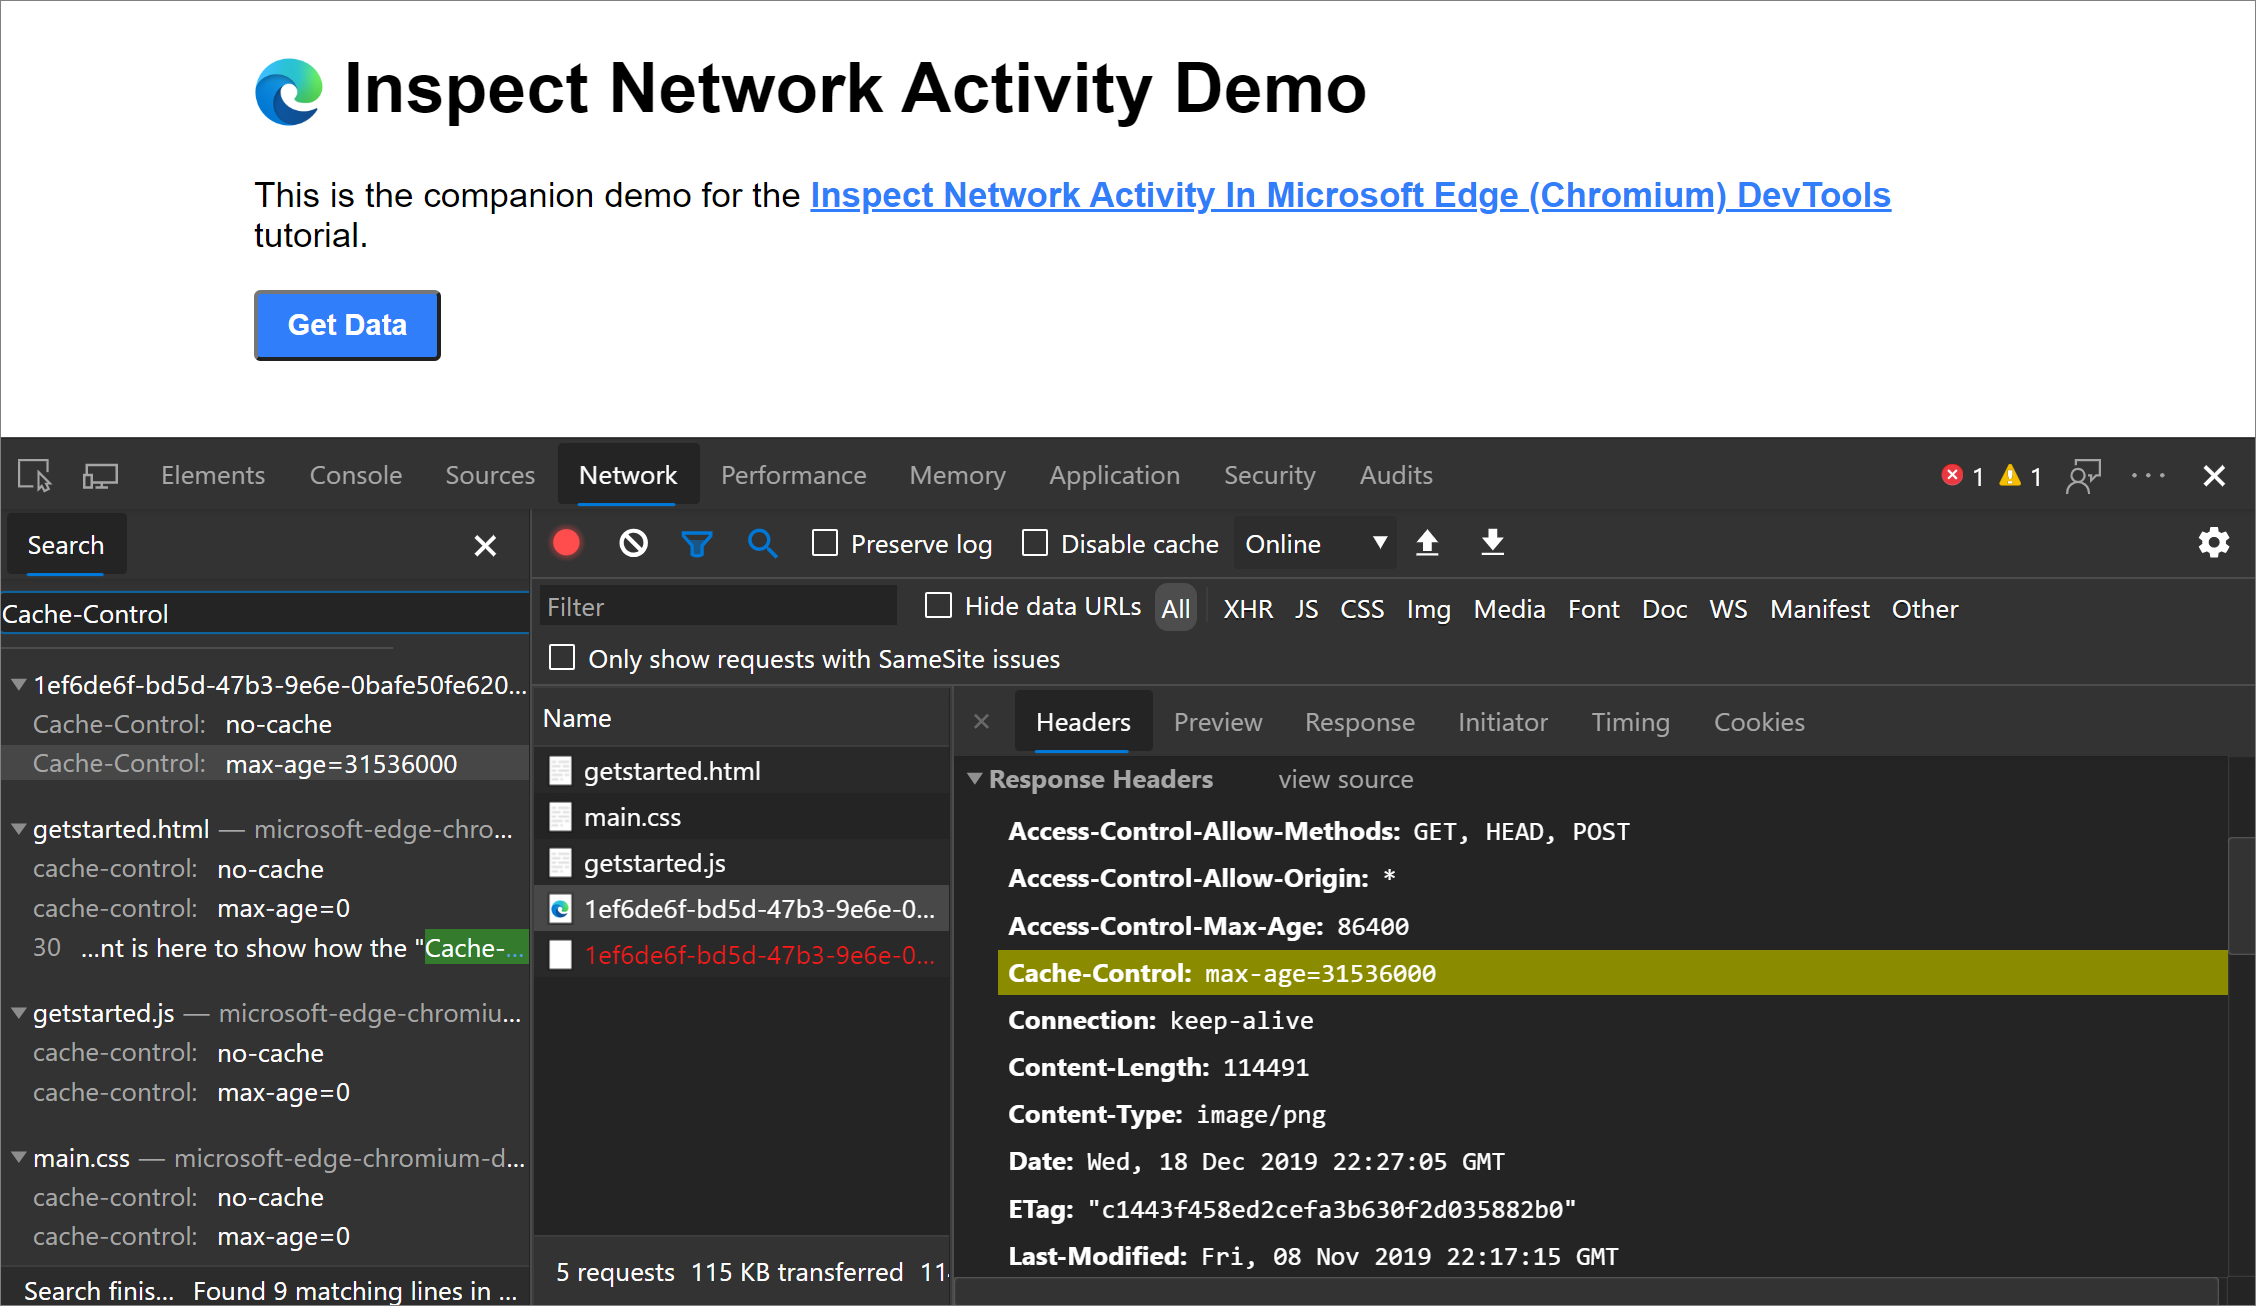 Inspect Network Activity Demo
This is the companion demo for the Inspect Network Activity In Microsoft Edge (Chromium) DevTools
tutorial.
Get Data
Elements Console Sources Network Performance Memory Application Security Audits 1 1
Search
Cache-Control
1ef6de6f-bd5d-47b3-9e6e-0bafe50fe620...
Cache-Control: no-cache
Cache-Control: max-age=31536000
getstarted.html — microsoft-edge-chro...
cache-control: no-cache
cache-control: max-age=0
30 ...nt is here to show how the "Cache-...
getstarted.js — microsoft-edge-chromiu...
cache-control: no-cache
cache-control: max-age=0
main.css — microsoft-edge-chromium-d...
cache-control: no-cache
cache-control: max-age=0
Search finis... Found 9 matching lines in ...
Preserve log Disable cache Online
Filter Hide data URLs All XHR JS CSS Img Media Font Doc WS Manifest Other
Only show requests with SameSite issues
Name
getstarted.html
main.css
getstarted.js
1ef6de6f-bd5d-47b3-9e6e-0...
1ef6de6f-bd5d-47b3-9e6e-0...
5 requests 115 KB transferred 11
Headers Preview Response Initiator Timing Cookies
Response Headers view source
Access-Control-Allow-Methods: GET, HEAD, POST
Access-Control-Allow-Origin: *
Access-Control-Max-Age: 86400
Cache-Control: max-age=31536000
Connection: keep-alive
Content-Length: 114491
Content-Type: image/png
Date: Wed, 18 Dec 2019 22:27:05 GMT
ETag: "c1443f458ed2cefa3b630f2d035882b0"
Last-Modified: Fri, 08 Nov 2019 22:17:15 GMT